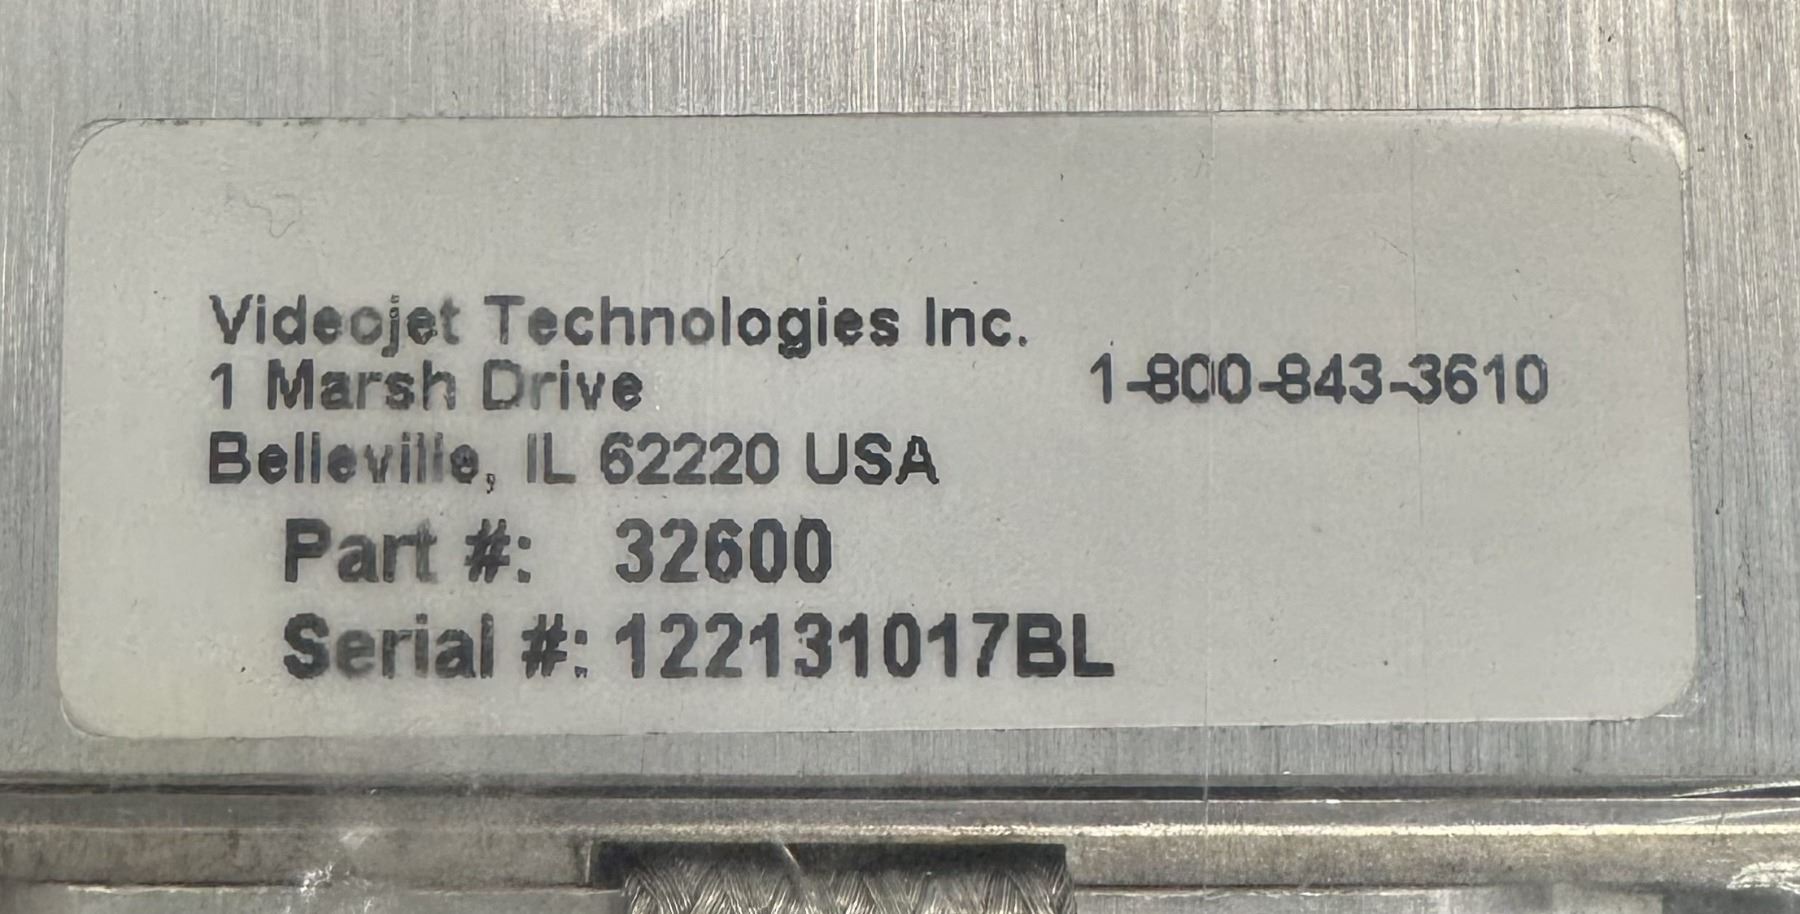 Videojet Technologies Inc.
1 Marsh Drive
1-800-843-3610
Belleville, IL 62220 USA
Part #: 32600
Serial #: 122131017BL